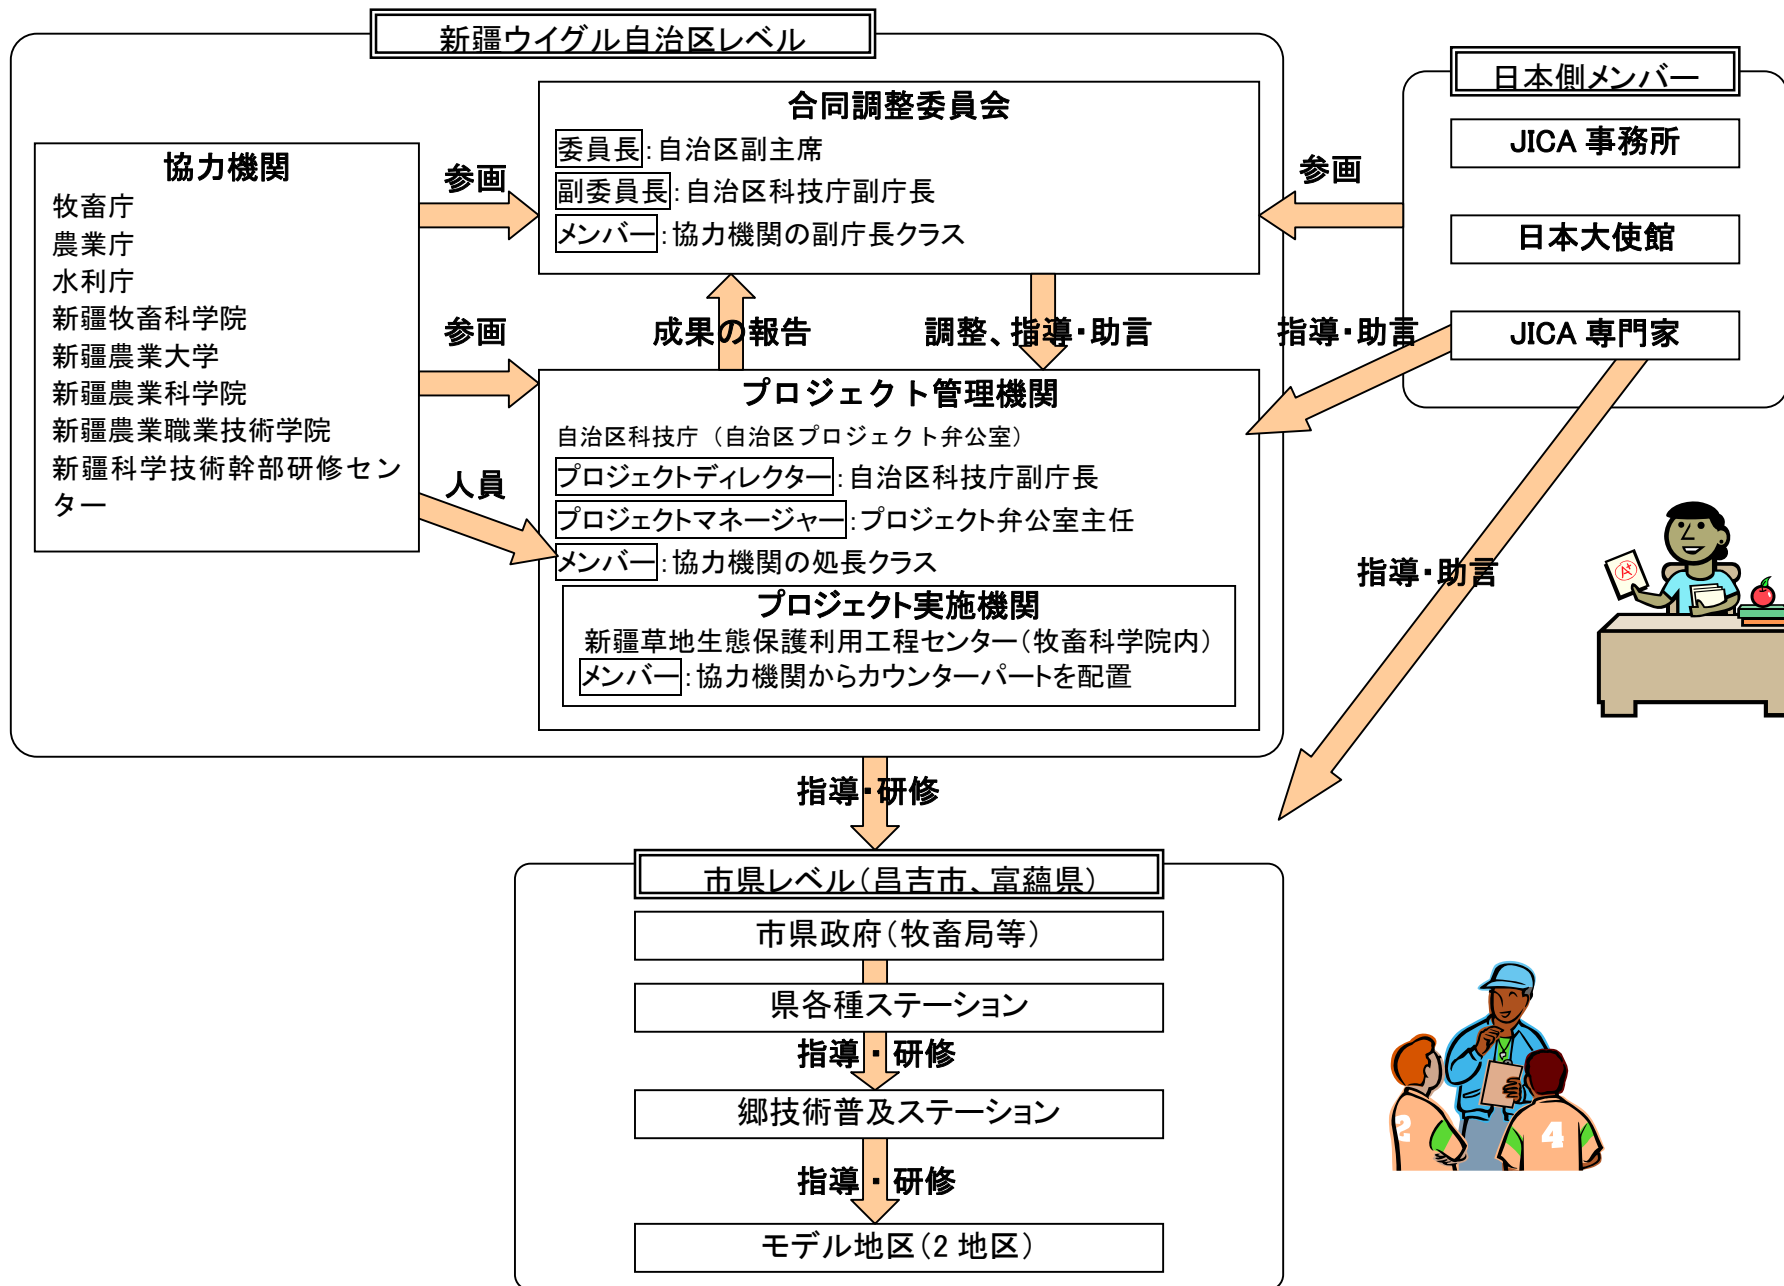 新疆ウイグル自治区レベル
合同調整委員会
委員長:自治区副主席
副委員長:自治区科技庁副庁長
メンバー:協力機関の副庁長クラス
協力機関
牧畜庁
農業庁
水利庁
新疆牧畜科学院
新疆農業大学
新疆農業科学院
新疆農業職業技術学院
新疆科学技術幹部研修セン
ター
参画
参画
人員
成果の報告
調整、指導・助言
プロジェクト管理機関
自治区科技庁（自治区プロジェクト弁公室）
プロジェクトディレクター:自治区科技庁副庁長
プロジェクトマネージャー:プロジェクト弁公室主任
メンバー:協力機関の処長クラス
プロジェクト実施機関
新疆草地生態保護利用工程センター(牧畜科学院内)
メンバー:協力機関からカウンターパートを配置
日本側メンバー
JICA 事務所
日本大使館
JICA 専門家
参画
指導・助言
指導・助言
A+
指導・研修
市県レベル(昌吉市、富蘊県)
市県政府(牧畜局等)
県各種ステーション
指導・研修
郷技術普及ステーション
指導・研修
モデル地区(2 地区)
2
4